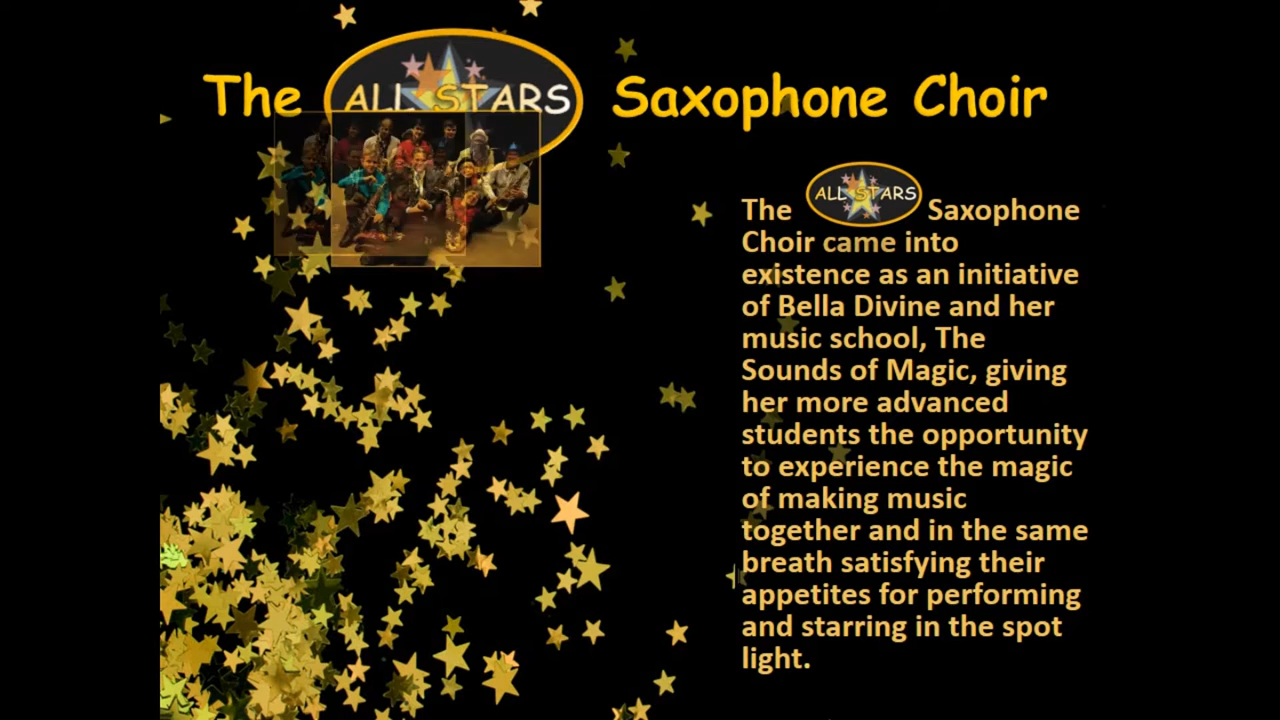 The ALL STARS Saxophone Choir
The ALL STARS Saxophone
Choir came into
existence as an initiative
of Bella Divine and her
music school, The
Sounds of Magic, giving
her more advanced
students the opportunity
to experience the magic
of making music
together and in the same
breath satisfying their
appetites for performing
and starring in the spot
light.